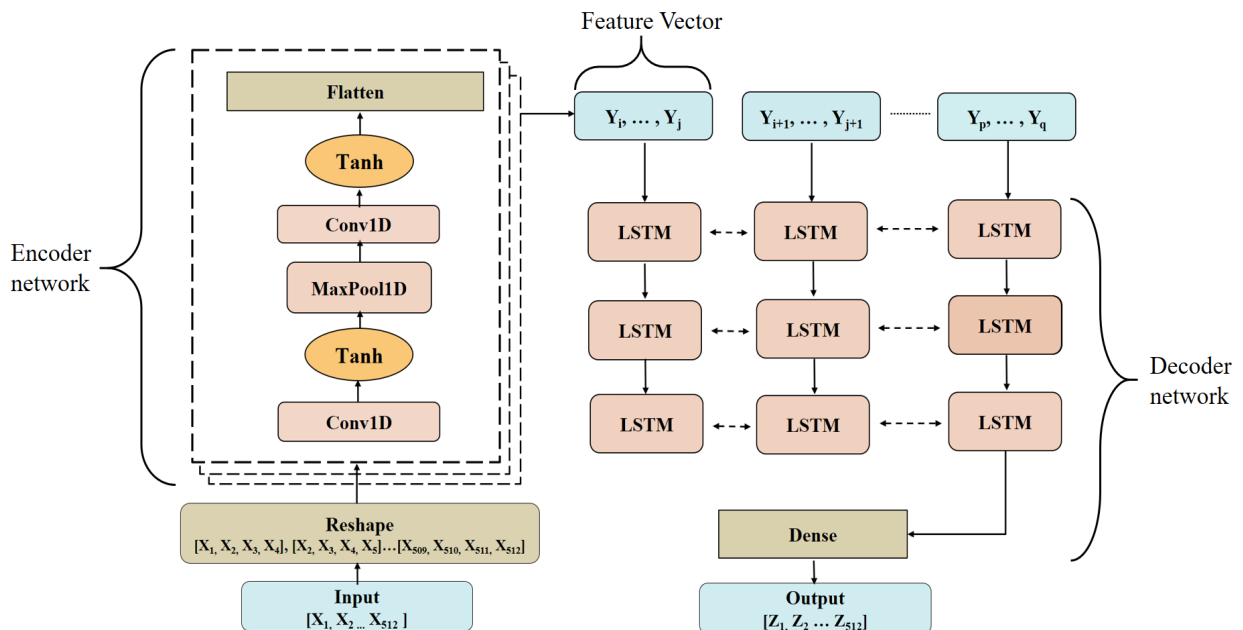 Feature Vector
Flatten
Y_i, … , Y_j
Y_{i+1}, … , Y_{j+1}
Y_p, … , Y_q
Tanh
Conv1D
LSTM
LSTM
LSTM
Encoder
network
MaxPool1D
LSTM
LSTM
LSTM
Tanh
Decoder
network
Conv1D
LSTM
LSTM
LSTM
Reshape
[X_1, X_2, X_3, X_4], [X_2, X_3, X_4, X_5]…[X_509, X_510, X_511, X_512]
Dense
Input
[X_1, X_2 ... X_512 ]
Output
[Z_1, Z_2 … Z_512]